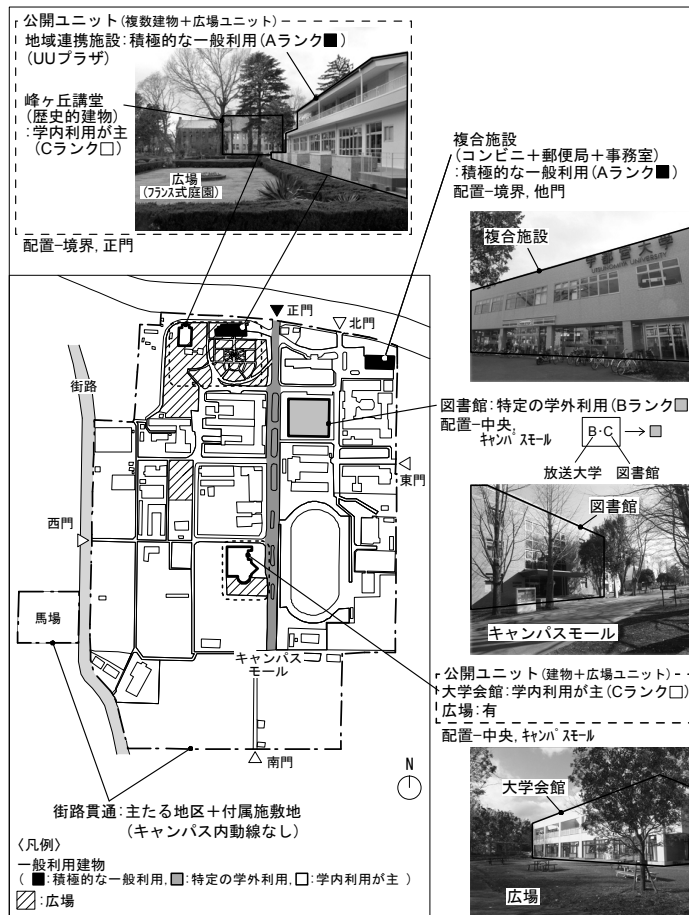 公開ユニット(複数建物+広場ユニット)
地域連携施設:積極的な一般利用(Aランク■)
(UUプラザ)
峰ヶ丘講堂
(歴史的建物)
:学内利用が主
(Cランク□)
広場
(フランス式庭園)
配置−境界, 正門
複合施設
(コンビニ+郵便局+事務室)
:積極的な一般利用(Aランク■)
配置−境界, 他門
複合施設
宇都宮大学
UTSUNOMIYA UNIVERSITY
正門
北門
街路
東門
西門
馬場
キャンパス
モール
南門
N
図書館:特定の学外利用(Bランク■
配置−中央,
キャンパスモール
B・C
放送大学 図書館
図書館
キャンパスモール
公開ユニット(建物+広場ユニット)
大学会館:学内利用が主(Cランク□)
広場:有
配置−中央, キャンパスモール
大学会館
広場
街路貫通:主たる地区+付属施敷地
(キャンパス内動線なし)
〈凡例〉
一般利用建物
( ■:積極的な一般利用, ■:特定の学外利用, □:学内利用が主 )
:広場